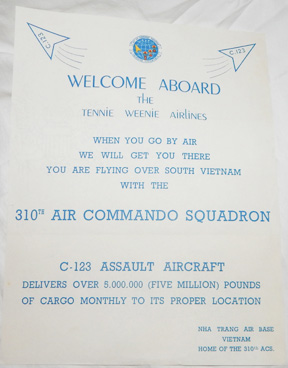 C-123
C-123
WELCOME ABOARD
THE
TENNIE WEENIE AIRLINES
WHEN YOU GO BY AIR
WE WILL GET YOU THERE
YOU ARE FLYING OVER SOUTH VIETNAM
WITH THE
310TH AIR COMMANDO SQUADRON
C-123 ASSAULT AIRCRAFT
DELIVERS OVER 5.000.000 (FIVE MILLION) POUNDS
OF CARGO MONTHLY TO ITS PROPER LOCATION
NHA TRANG AIR BASE
VIETNAM
HOME OF THE 310TH ACS.